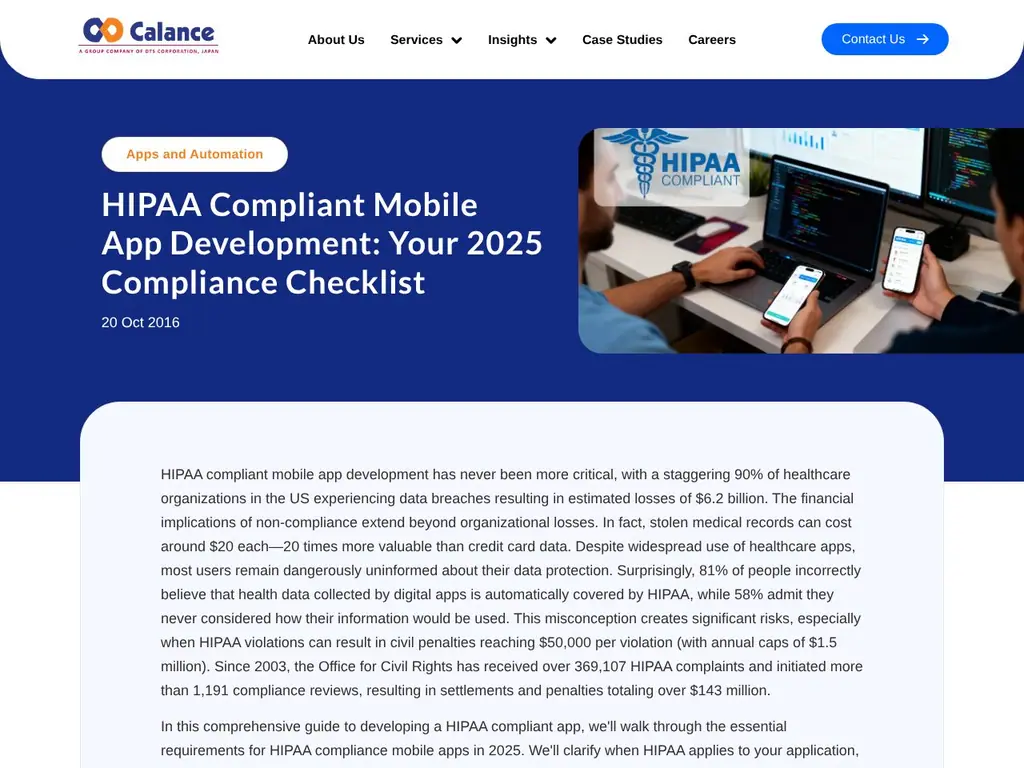 Calance
A GROUP COMPANY OF DTS CORPORATION, JAPAN
About Us
Services
Insights
Case Studies
Careers
Contact Us
Apps and Automation
HIPAA Compliant Mobile
App Development: Your 2025
Compliance Checklist
20 Oct 2016
HIPAA
COMPLIANT
HIPAA compliant mobile app development has never been more critical, with a staggering 90% of healthcare
organizations in the US experiencing data breaches resulting in estimated losses of $6.2 billion. The financial
implications of non-compliance extend beyond organizational losses. In fact, stolen medical records can cost
around $20 each—20 times more valuable than credit card data. Despite widespread use of healthcare apps,
most users remain dangerously uninformed about their data protection. Surprisingly, 81% of people incorrectly
believe that health data collected by digital apps is automatically covered by HIPAA, while 58% admit they
never considered how their information would be used. This misconception creates significant risks, especially
when HIPAA violations can result in civil penalties reaching $50,000 per violation (with annual caps of $1.5
million). Since 2003, the Office for Civil Rights has received over 369,107 HIPAA complaints and initiated more
than 1,191 compliance reviews, resulting in settlements and penalties totaling over $143 million.
In this comprehensive guide to developing a HIPAA compliant app, we'll walk through the essential
requirements for HIPAA compliance mobile apps in 2025. We'll clarify when HIPAA applies to your application,